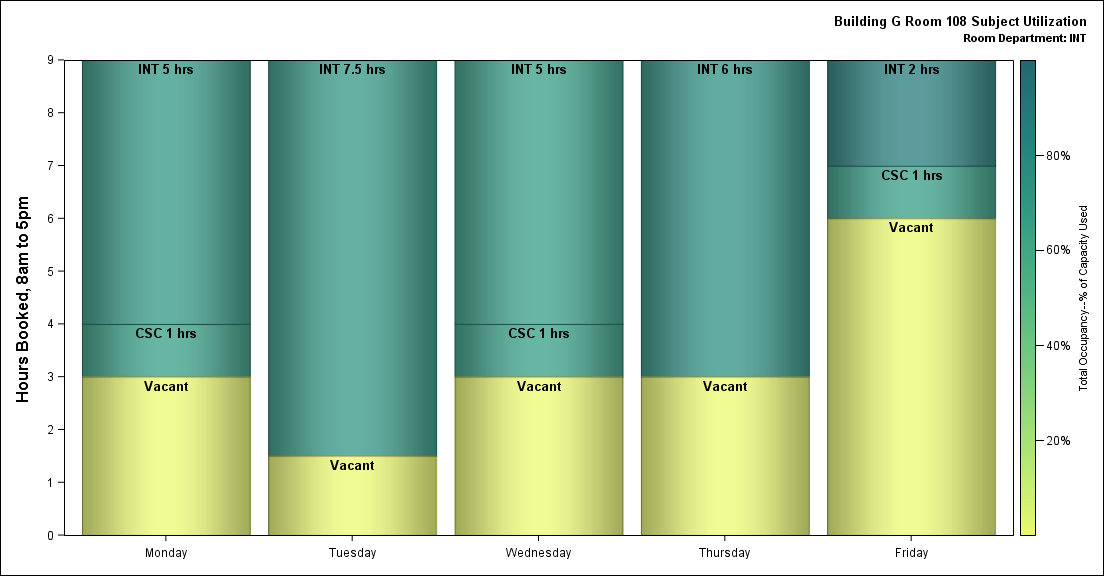 Building G Room 108 Subject Utilization
Room Department: INT
Hours Booked, 8am to 5pm
9
8
7
6
5
4
3
2
1
0
INT 5 hrs
CSC 1 hrs
Vacant
INT 7.5 hrs
Vacant
INT 5 hrs
CSC 1 hrs
Vacant
INT 6 hrs
Vacant
INT 2 hrs
CSC 1 hrs
Vacant
Monday
Tuesday
Wednesday
Thursday
Friday
80%
60%
40%
20%
Total Occupancy--% of Capacity Used